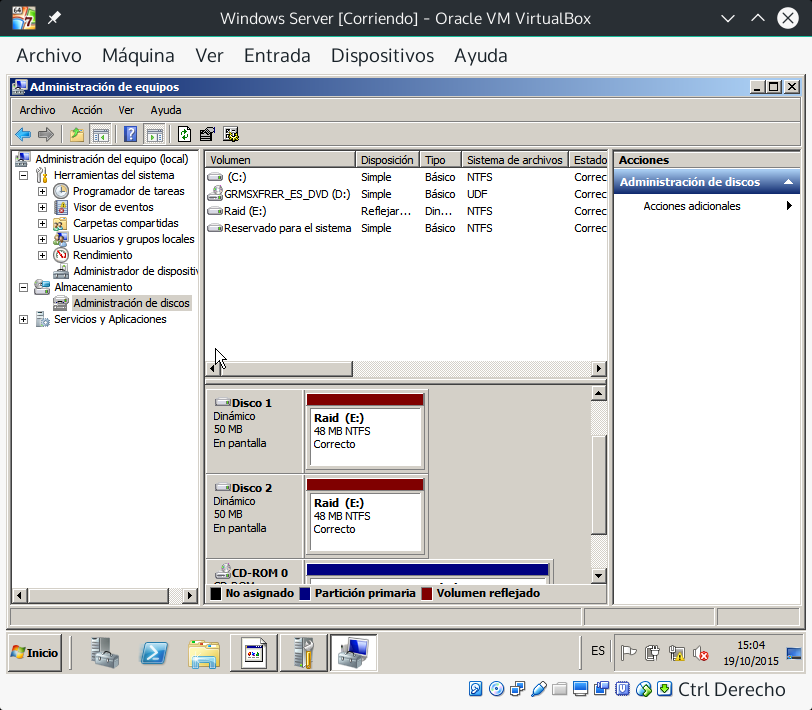 Windows Server [Corriendo] - Oracle VM VirtualBox
Archivo Máquina Ver Entrada Dispositivos Ayuda
Administración de equipos
Archivo Acción Ver Ayuda
Administración del equipo (local)
Herramientas del sistema
Programador de tareas
Visor de eventos
Carpetas compartidas
Usuarios y grupos locales
Rendimiento
Administrador de dispositiv
Almacenamiento
Administración de discos
Servicios y Aplicaciones
Volumen Disposición Tipo Sistema de archivos Estado
(C:) Simple Básico NTFS Correc
GRMSXFRER_ES_DVD (D:) Simple Básico UDF Correc
Raid (E:) Reflejar... Din... NTFS Correc
Reservado para el sistema Simple Básico NTFS Correc
Acciones
Administración de discos
Acciones adicionales
Disco 1
Dinámico
50 MB
En pantalla
Raid (E:)
48 MB NTFS
Correcto
Disco 2
Dinámico
50 MB
En pantalla
Raid (E:)
48 MB NTFS
Correcto
CD-ROM 0
No asignado Partición primaria Volumen reflejado
Inicio
ES
15:04
19/10/2015
Ctrl Derecho